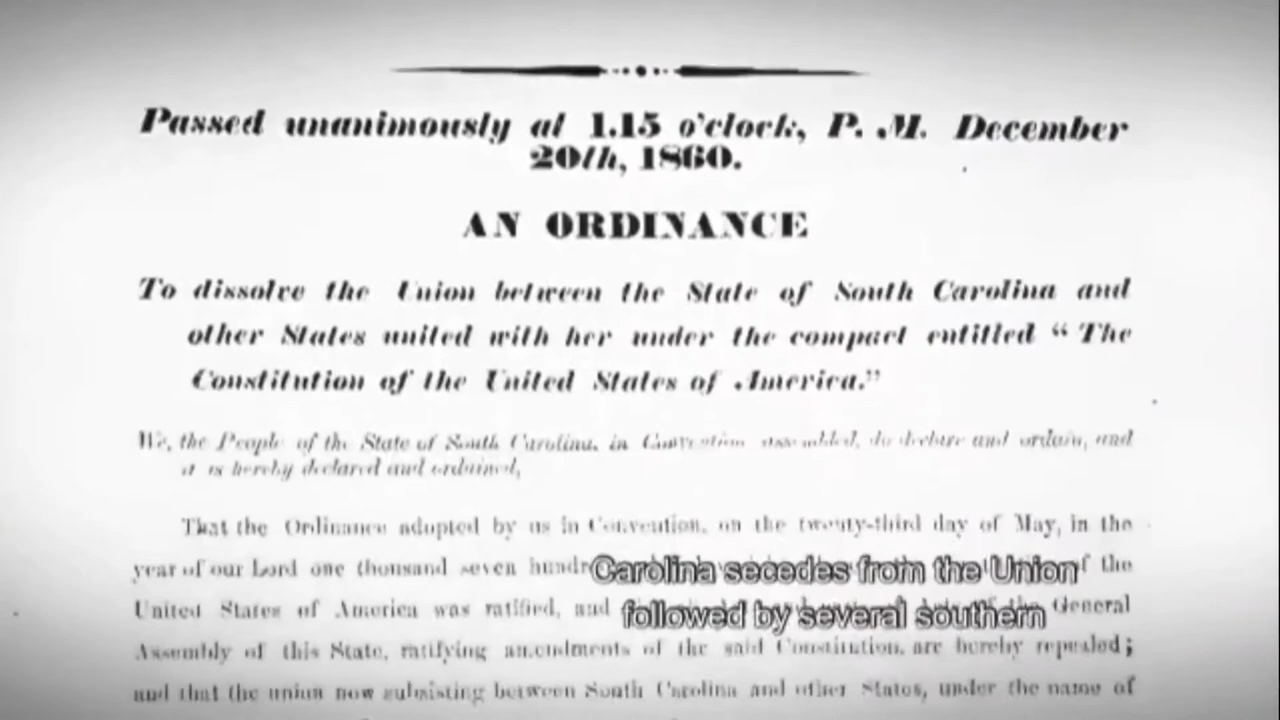 Passed unanimously at 1.15 o'clock, P. M. December
20th, 1860.
AN ORDINANCE
To dissolve the Union between the State of South Carolina and
other States united with her under the compact entitled “ The
Constitution of the United States of America.”
We, the People of the State of South Carolina, in Convention assembled, do declare and ordain, and
it is hereby declared and ordained,
That the Ordinance adopted by us in Convention, on the twenty-third day of May, in the
year of our Lord one thousand seven the
United States of America was ratified, and General
Assembly of this State, ratifying amendments of the said Constitution, are hereby repealed;
and that the union now subsisting between South Carolina and other States, under the name of
Carolina secedes from the Union
followed by several southern